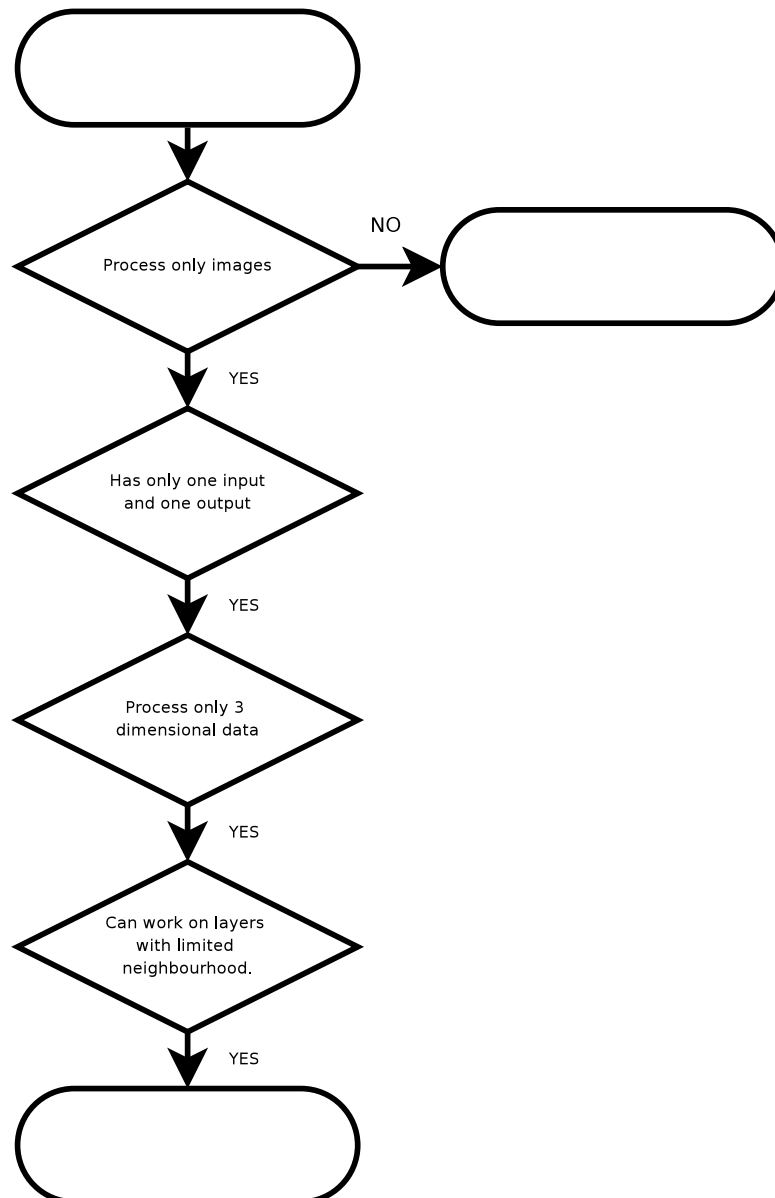 Process only images
NO
YES
Has only one input
and one output
YES
Process only 3
dimensional data
YES
Can work on layers
with limited
neighbourhood.
YES